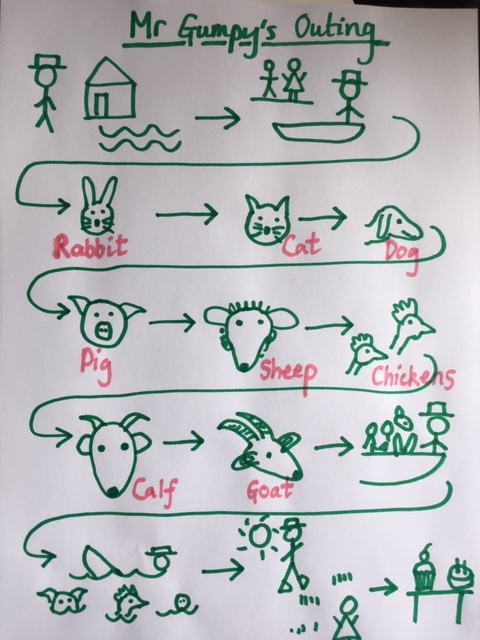 Mr Gumpy's Outing
Rabbit
Cat
Dog
Pig
Sheep
Chickens
Calf
Goat